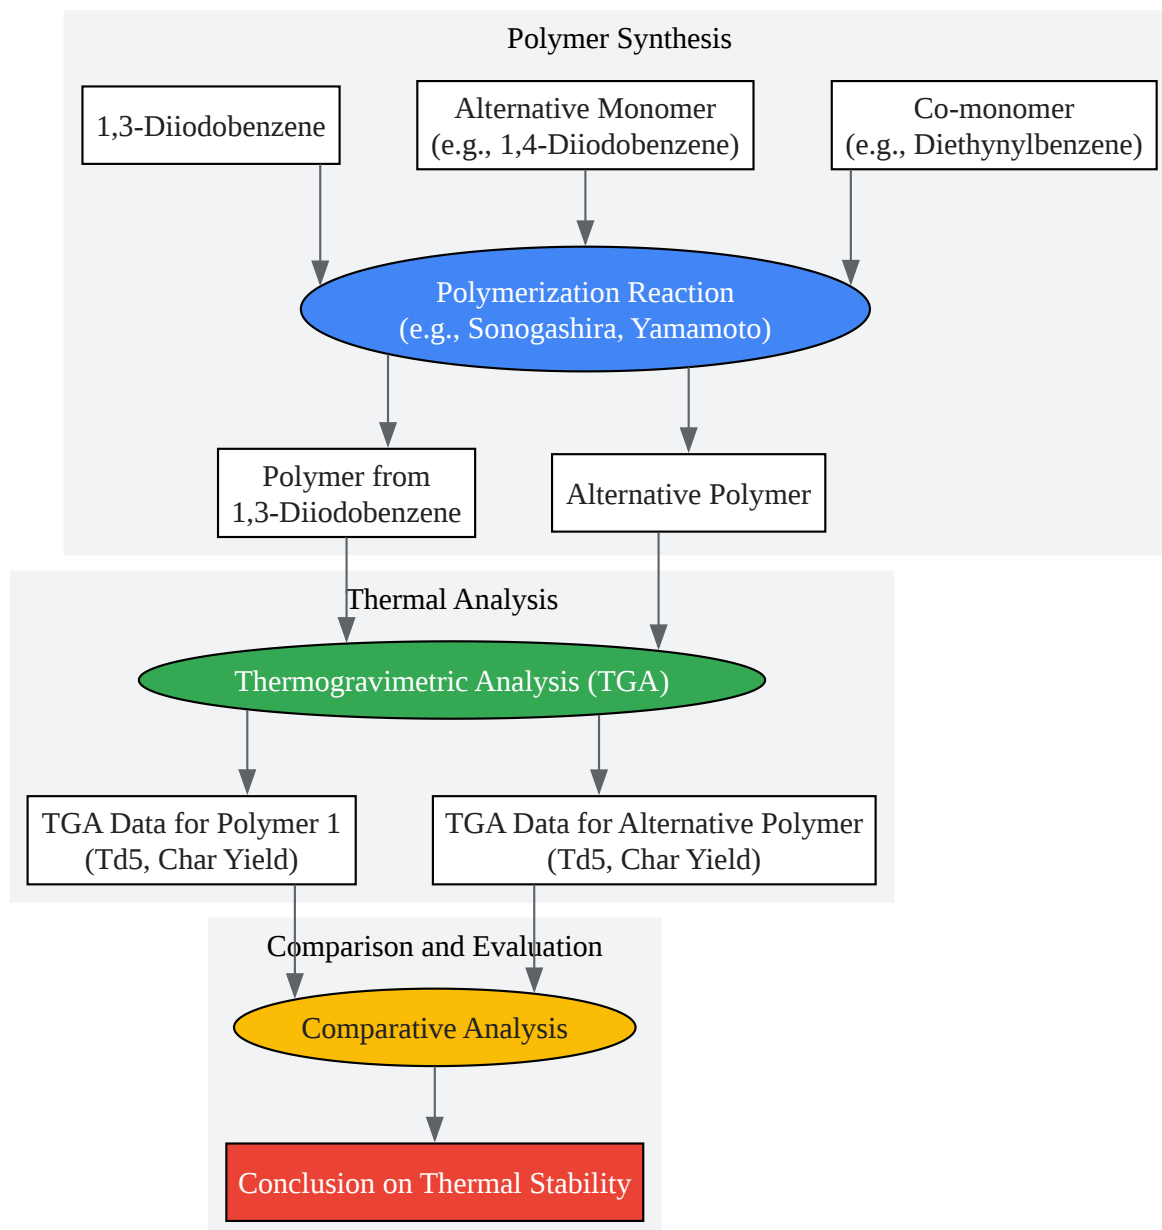 Polymer Synthesis
1,3-Diiodobenzene
Alternative Monomer
(e.g., 1,4-Diiodobenzene)
Co-monomer
(e.g., Diethynylbenzene)
Polymerization Reaction
(e.g., Sonogashira, Yamamoto)
Polymer from
1,3-Diiodobenzene
Alternative Polymer
Thermal Analysis
Thermogravimetric Analysis (TGA)
TGA Data for Polymer 1
(Td5, Char Yield)
TGA Data for Alternative Polymer
(Td5, Char Yield)
Comparison and Evaluation
Comparative Analysis
Conclusion on Thermal Stability